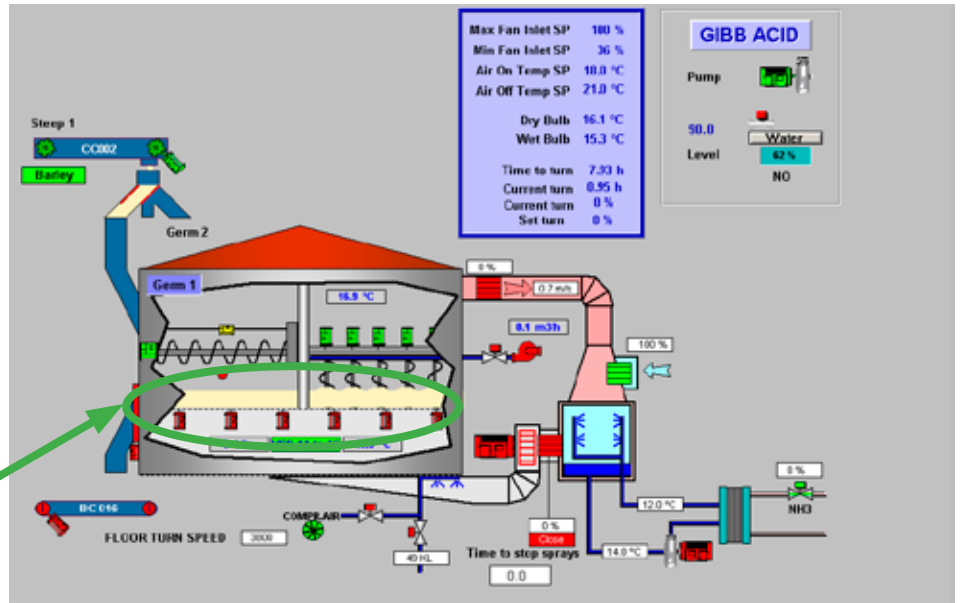 Max Fan Inlet SP 100 %
Min Fan Inlet SP 36 %
Air On Temp SP 18.0 °C
Air Off Temp SP 21.0 °C
Dry Bulb 16.1 °C
Wet Bulb 15.3 °C
Time to turn 7.93 h
Current turn 0.95 h
Current turn 0 %
Set turn 0 %
GIBB ACID
Pump
90.0
Water
Level 62 %
NO
Steep 1
CC002
Barley
Germ 2
Germ 1
16.9 °C
0 %
0.7 m/h
0.1 m3h
100 %
BC 016
FLOOR TURN SPEED 3000
COMPR.AIR
40 KL
0 %
Close
Time to stop sprays
0.0
12.0 °C
14.0 °C
0 %
NH3